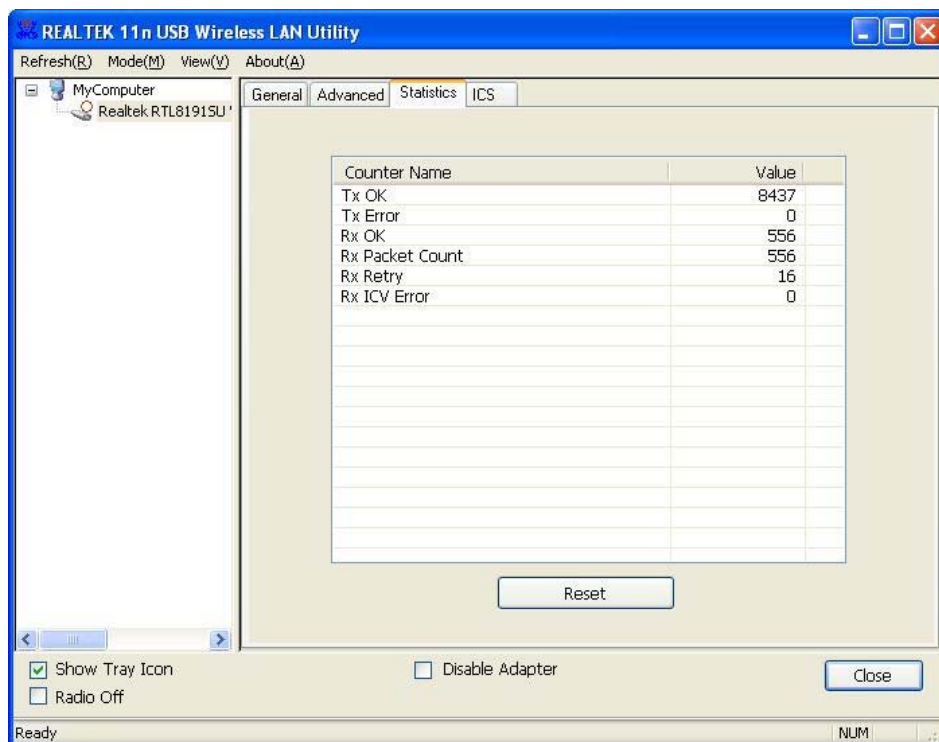 REALTEK 11n USB Wireless LAN Utility
Refresh(R) Mode(M) View(V) About(A)
MyComputer
Realtek RTL8191SU
General Advanced Statistics ICS
Counter Name Value
Tx OK 8437
Tx Error 0
Rx OK 556
Rx Packet Count 556
Rx Retry 16
Rx ICV Error 0
Reset
Show Tray Icon Disable Adapter Close
Radio Off
Ready NUM